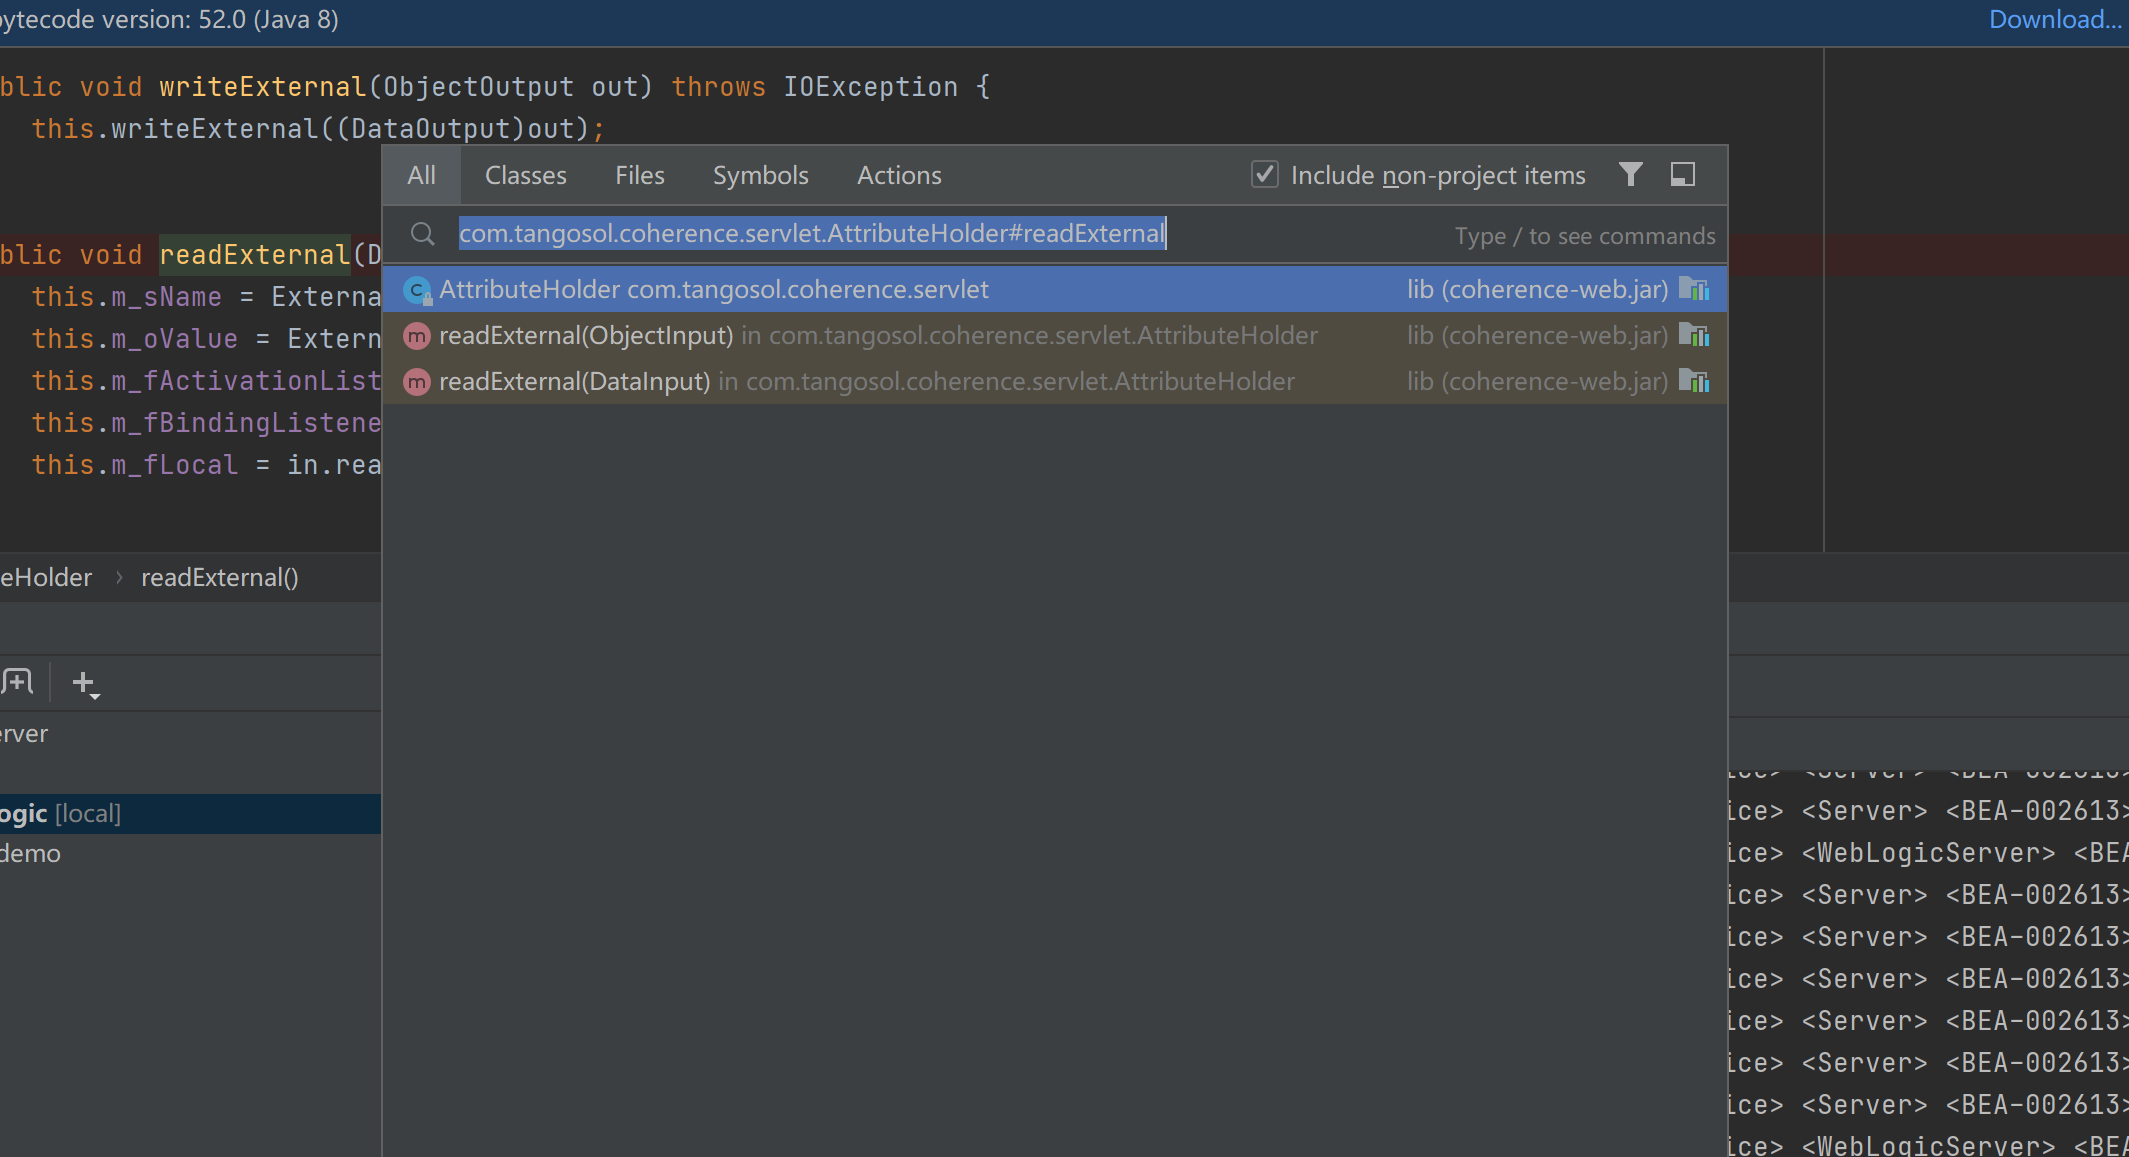 ytecode version: 52.0 (Java 8)
Download...
blic void writeExternal(ObjectOutput out) throws IOException {
this.writeExternal((DataOutput)out);
All Classes Files Symbols Actions Include non-project items
com.tangosol.coherence.servlet.AttributeHolder#readExternal Type / to see commands
blic void readExternal(D
AttributeHolder com.tangosol.coherence.servlet lib (coherence-web.jar)
readExternal(ObjectInput) in com.tangosol.coherence.servlet.AttributeHolder lib (coherence-web.jar)
readExternal(DataInput) in com.tangosol.coherence.servlet.AttributeHolder lib (coherence-web.jar)
this.m_sName = Externa
this.m_oValue = Extern
this.m_fActivationList
this.m_fBindingListene
this.m_fLocal = in.rea
eHolder › readExternal()
erver
ogic [local]
demo
ice> <Server> <BEA-002613>
ice> <Server> <BEA-002613>
ice> <WebLogicServer> <BEA
ice> <Server> <BEA-002613>
ice> <Server> <BEA-002613>
ice> <Server> <BEA-002613>
ice> <Server> <BEA-002613>
ice> <Server> <BEA-002613>
ice> <Server> <BEA-002613>
ice> <WebLogicServer> <BEA